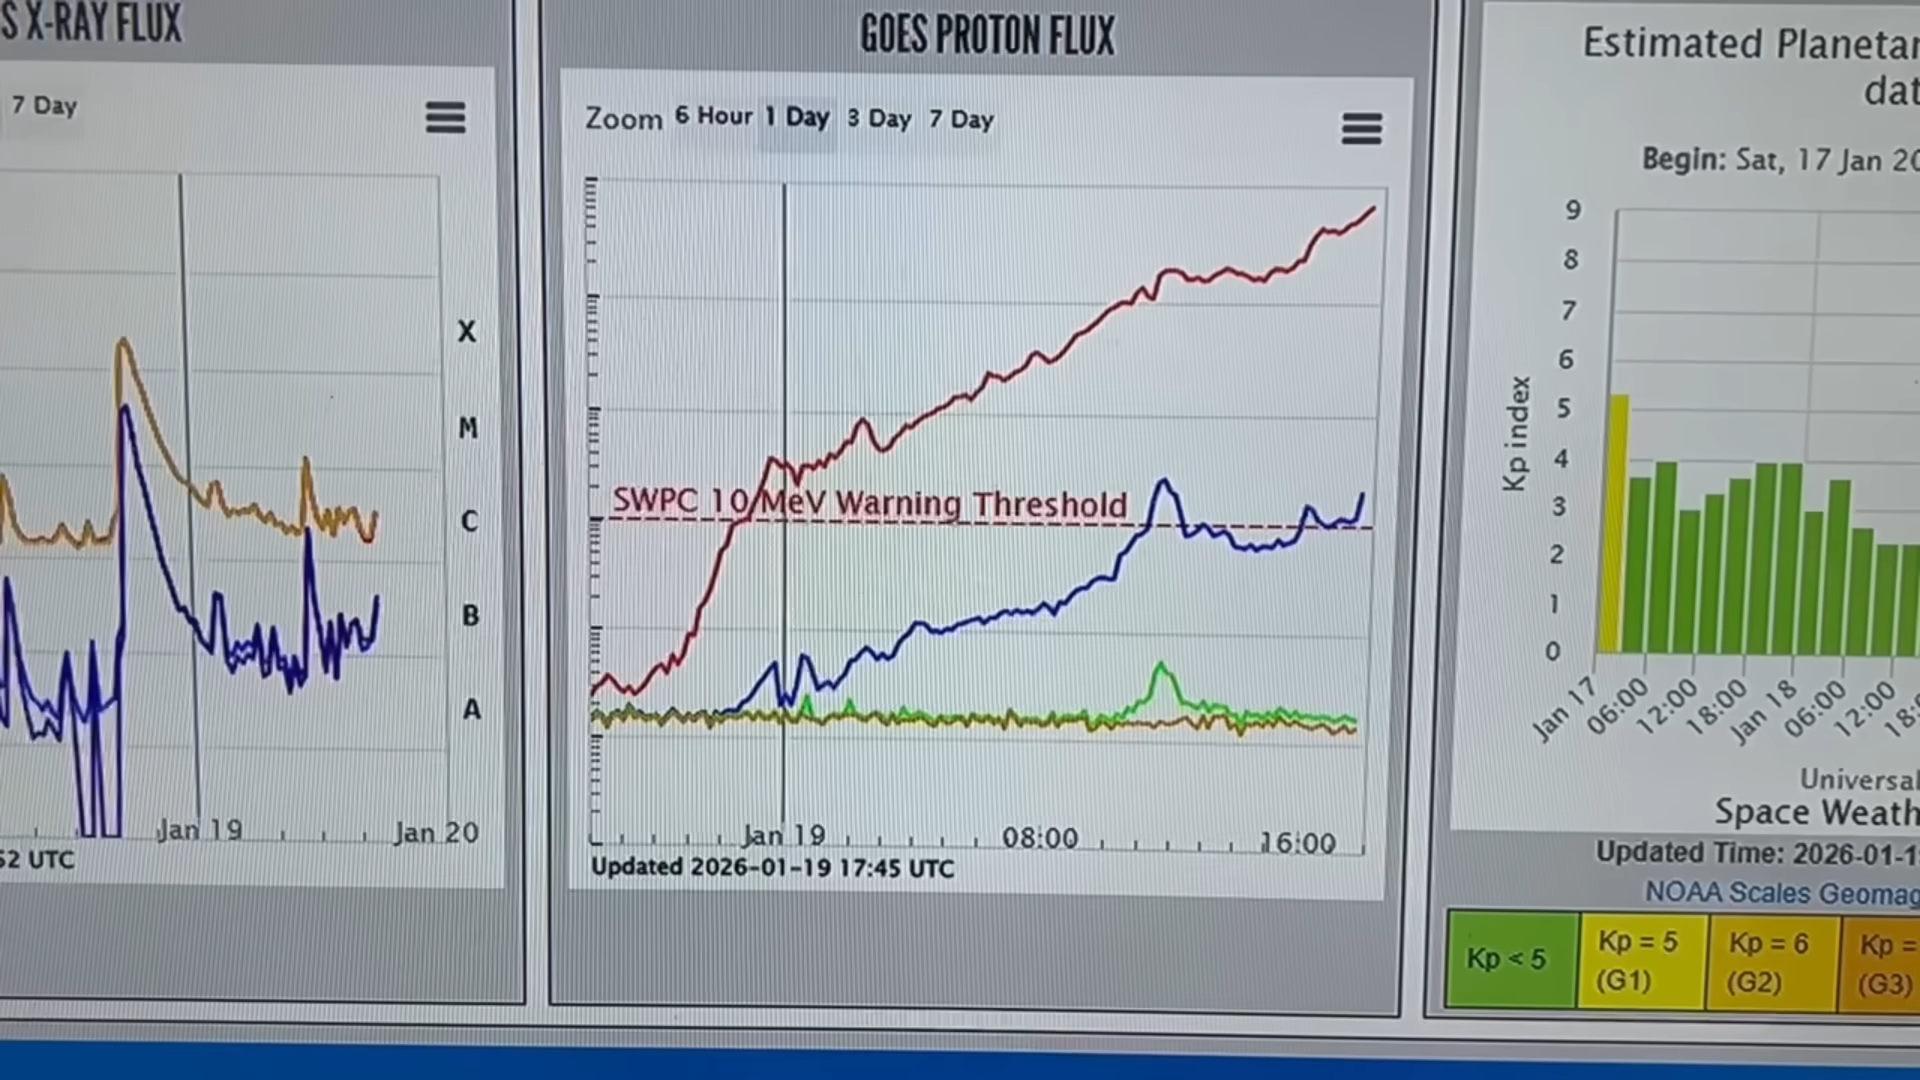 S X-RAY FLUX
7 Day
X
M
C
B
A
Jan 19
Jan 20
52 UTC
GOES PROTON FLUX
Zoom 6 Hour 1 Day 3 Day 7 Day
SWPC 10 MeV Warning Threshold
Jan 19
08:00
16:00
Updated 2026-01-19 17:45 UTC
Estimated Planetar
dat
Begin: Sat, 17 Jan 20
Kp index
9
8
7
6
5
4
3
2
1
0
Jan 17
06:00
12:00
18:00
Jan 18
06:00
12:00
18:
Universal
Space Weath
Updated Time: 2026-01-1
NOAA Scales Geomag
Kp < 5
Kp = 5
(G1)
Kp = 6
(G2)
Kp =
(G3)